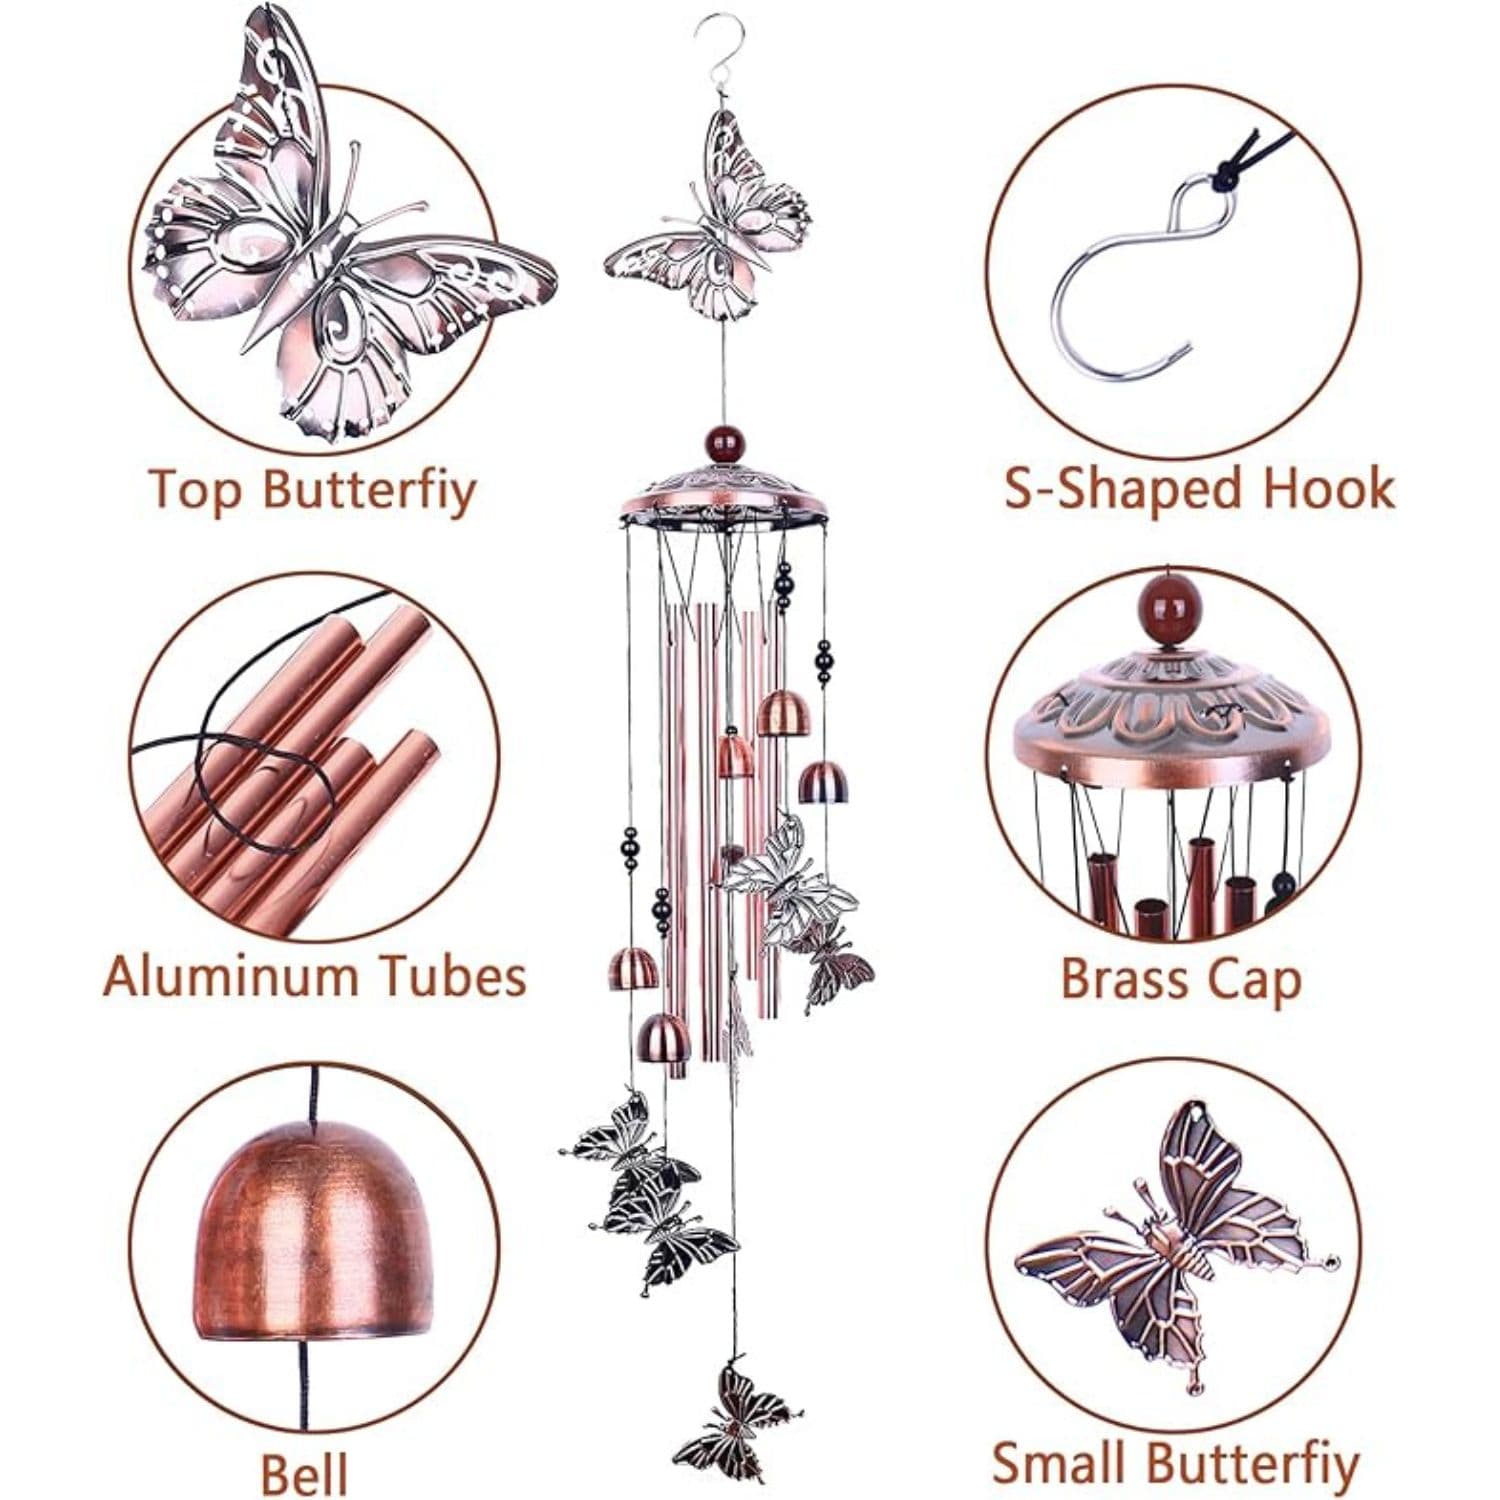 Top Butterfiy
S-Shaped Hook
Aluminum Tubes
Brass Cap
Bell
Small Butterfiy